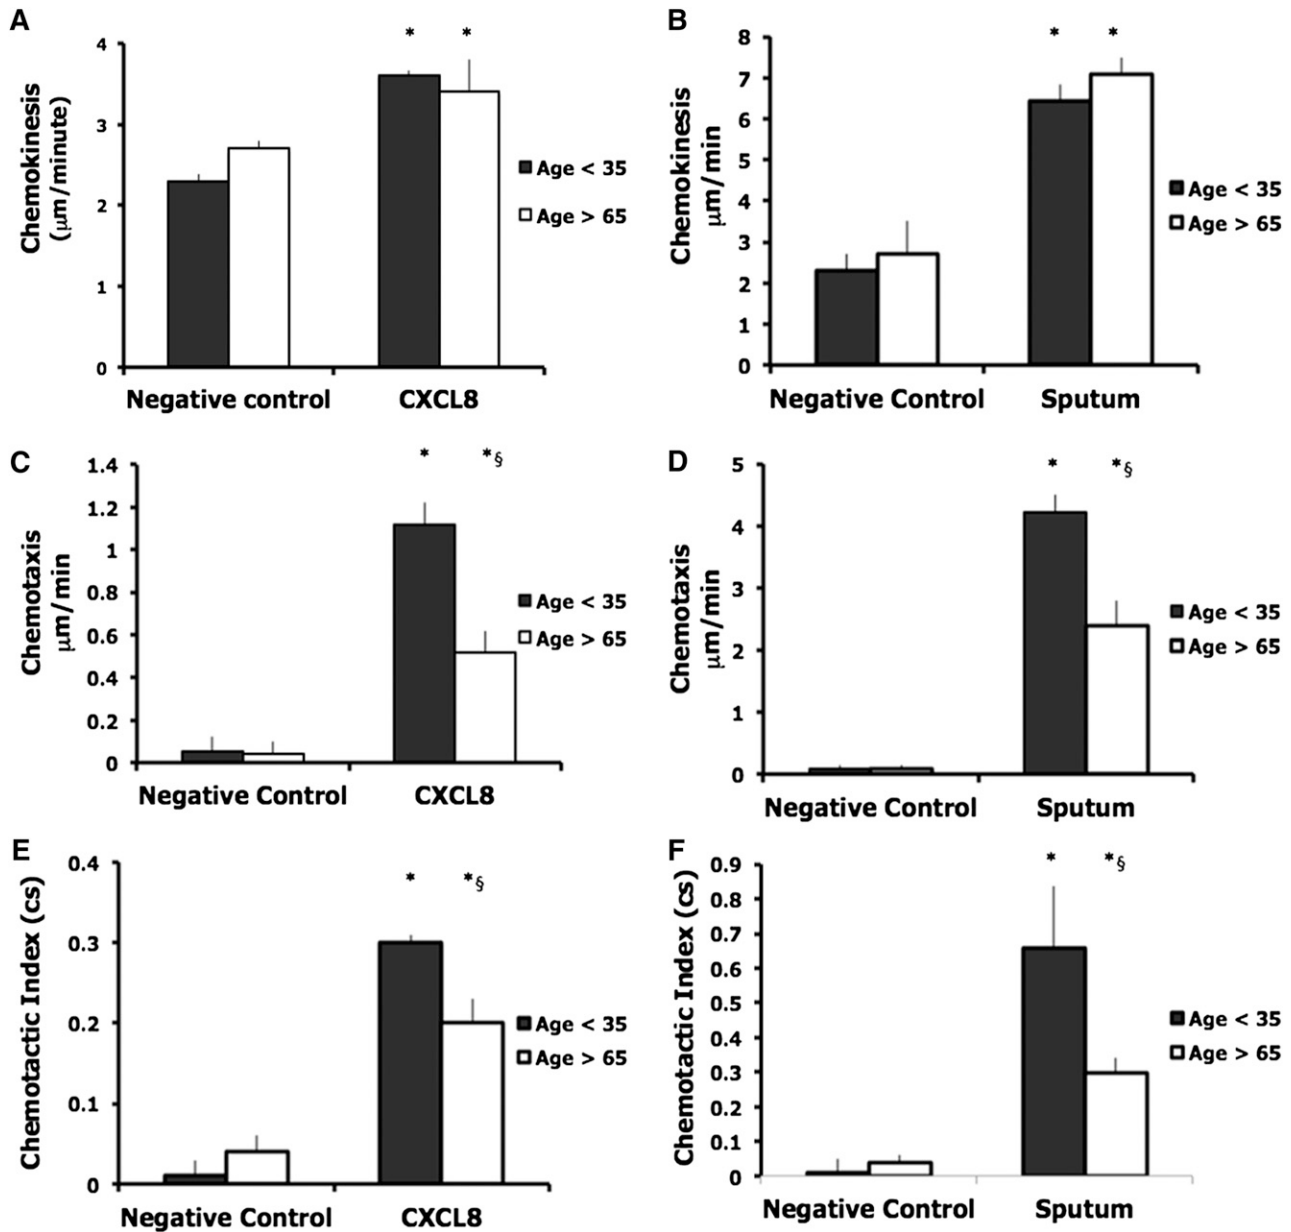 A
Chemokinesis
(μm/minute)
4
3
2
1
0
* *
Negative control CXCL8
Age < 35
Age > 65
B
Chemokinesis
μm/min
8
7
6
5
4
3
2
1
0
* *
Negative Control Sputum
Age < 35
Age > 65
C
Chemotaxis
μm/min
1.4
1.2
1
0.8
0.6
0.4
0.2
0
* *§
Negative Control CXCL8
Age < 35
Age > 65
D
Chemotaxis
μm/min
5
4
3
2
1
0
* *§
Negative Control Sputum
Age < 35
Age > 65
E
Chemotactic Index (cs)
0.4
0.3
0.2
0.1
0
* *§
Negative Control CXCL8
Age < 35
Age > 65
F
Chemotactic Index (cs)
0.9
0.8
0.7
0.6
0.5
0.4
0.3
0.2
0.1
0
* *§
Negative Control Sputum
Age < 35
Age > 65